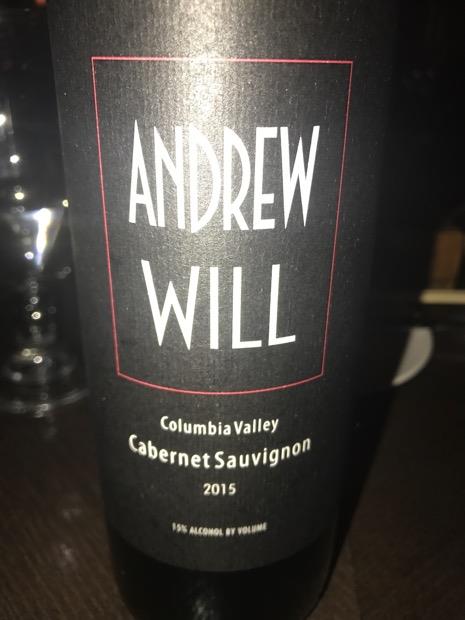 ANDREW
WILL
Columbia Valley
Cabernet Sauvignon
2015
15% ALCOHOL BY VOLUME